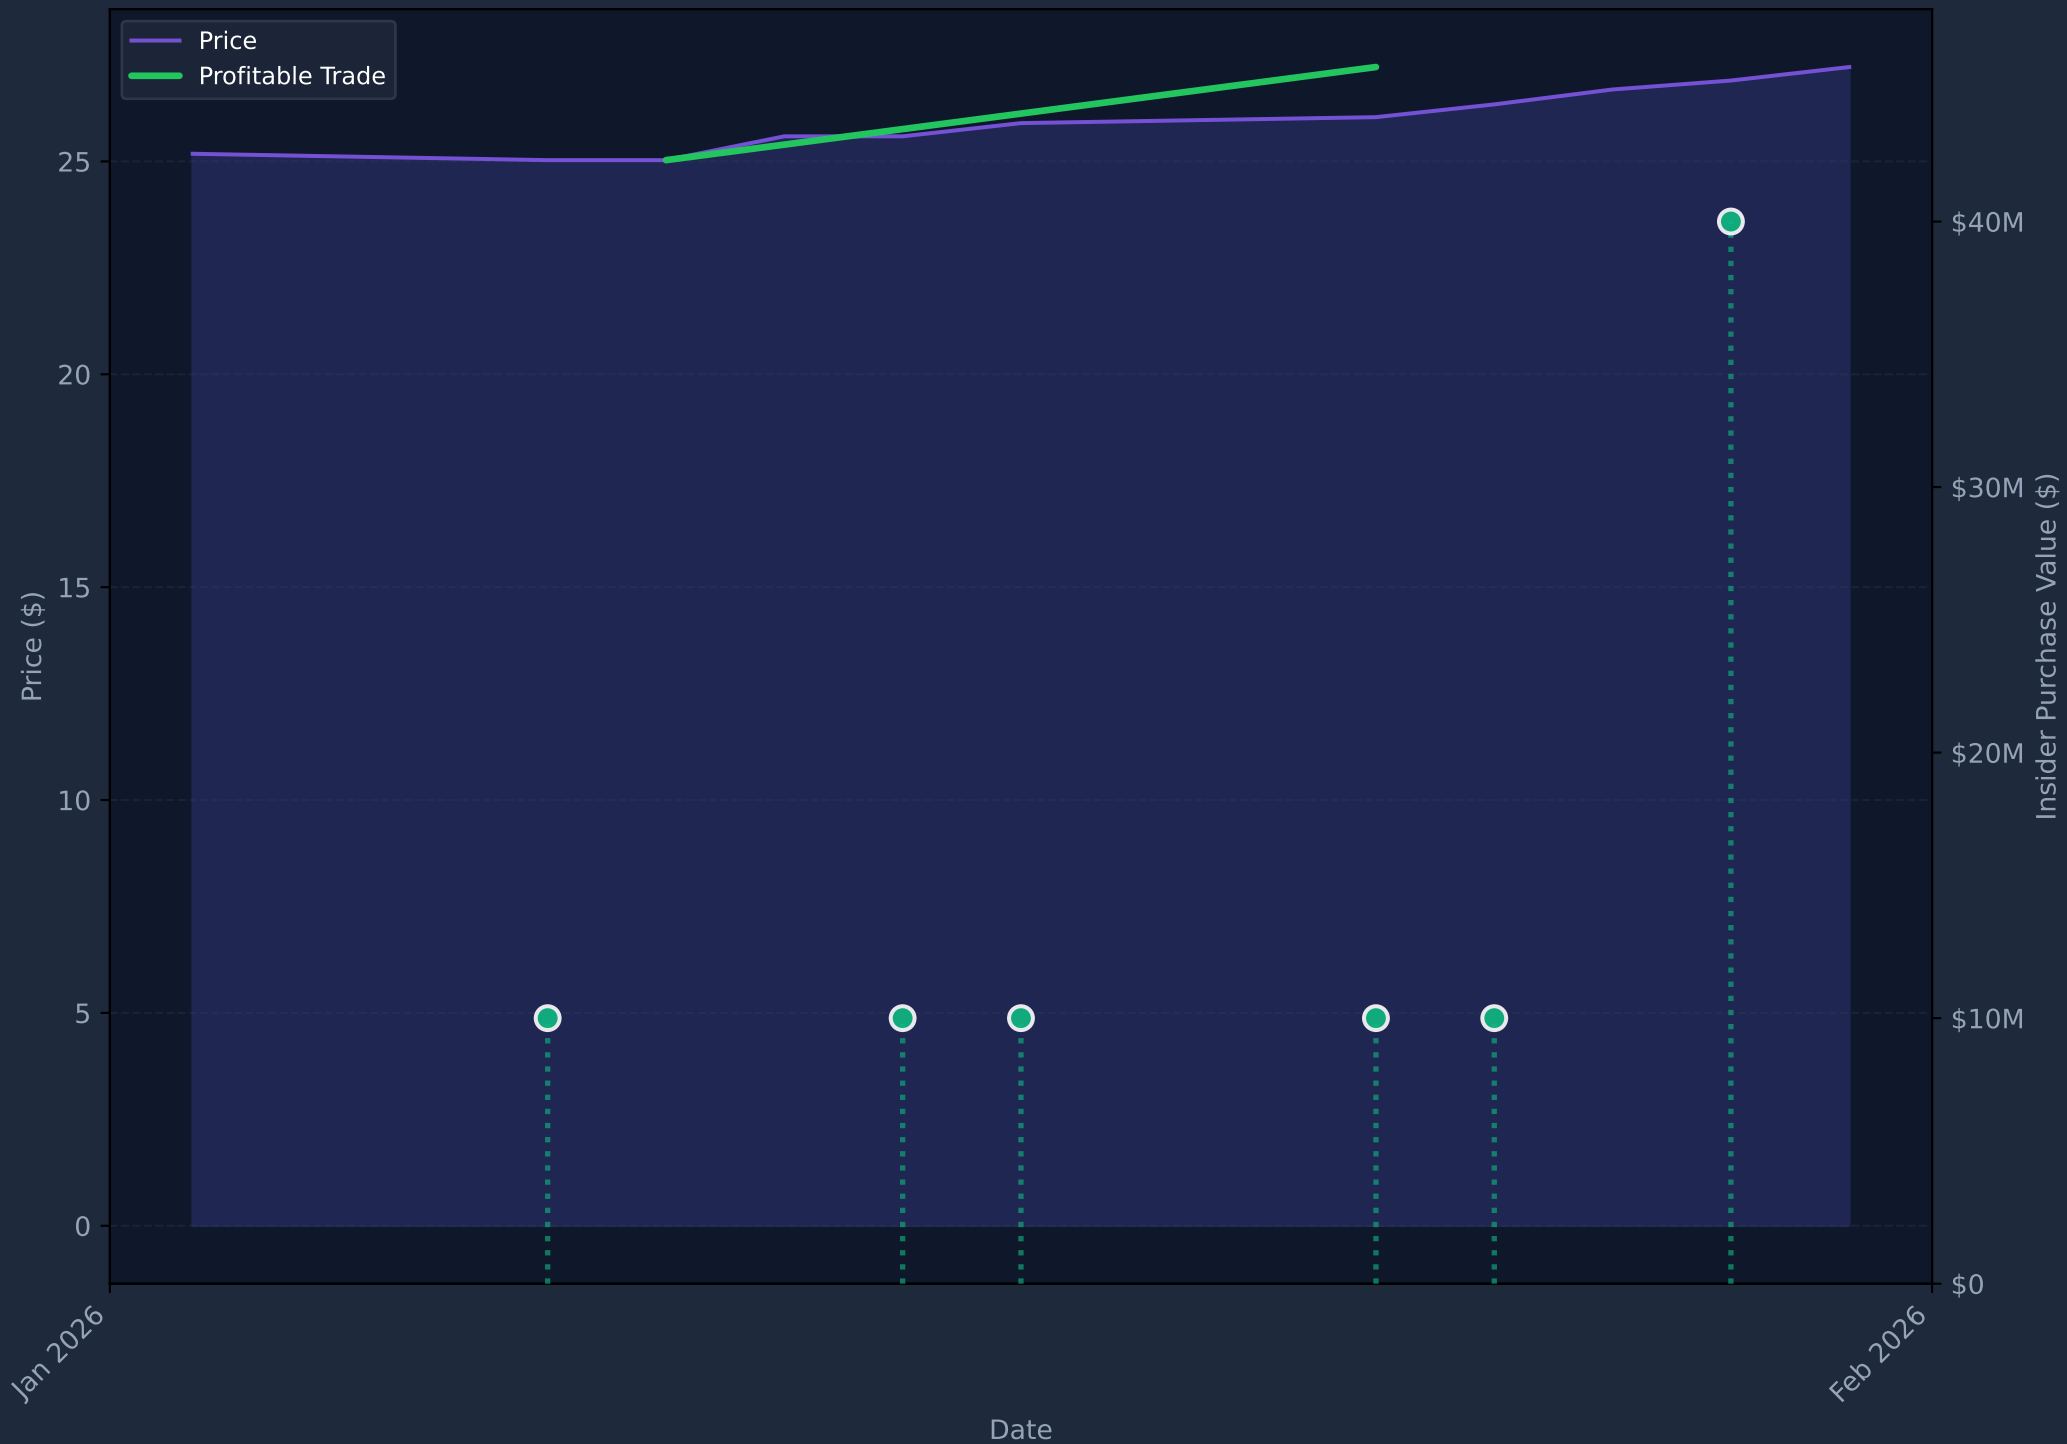 Price
Profitable Trade
25
20
15
10
5
0
Price ($)
$40M
$30M
$20M
$10M
$0
Insider Purchase Value ($)
Jan 2026
Feb 2026
Date